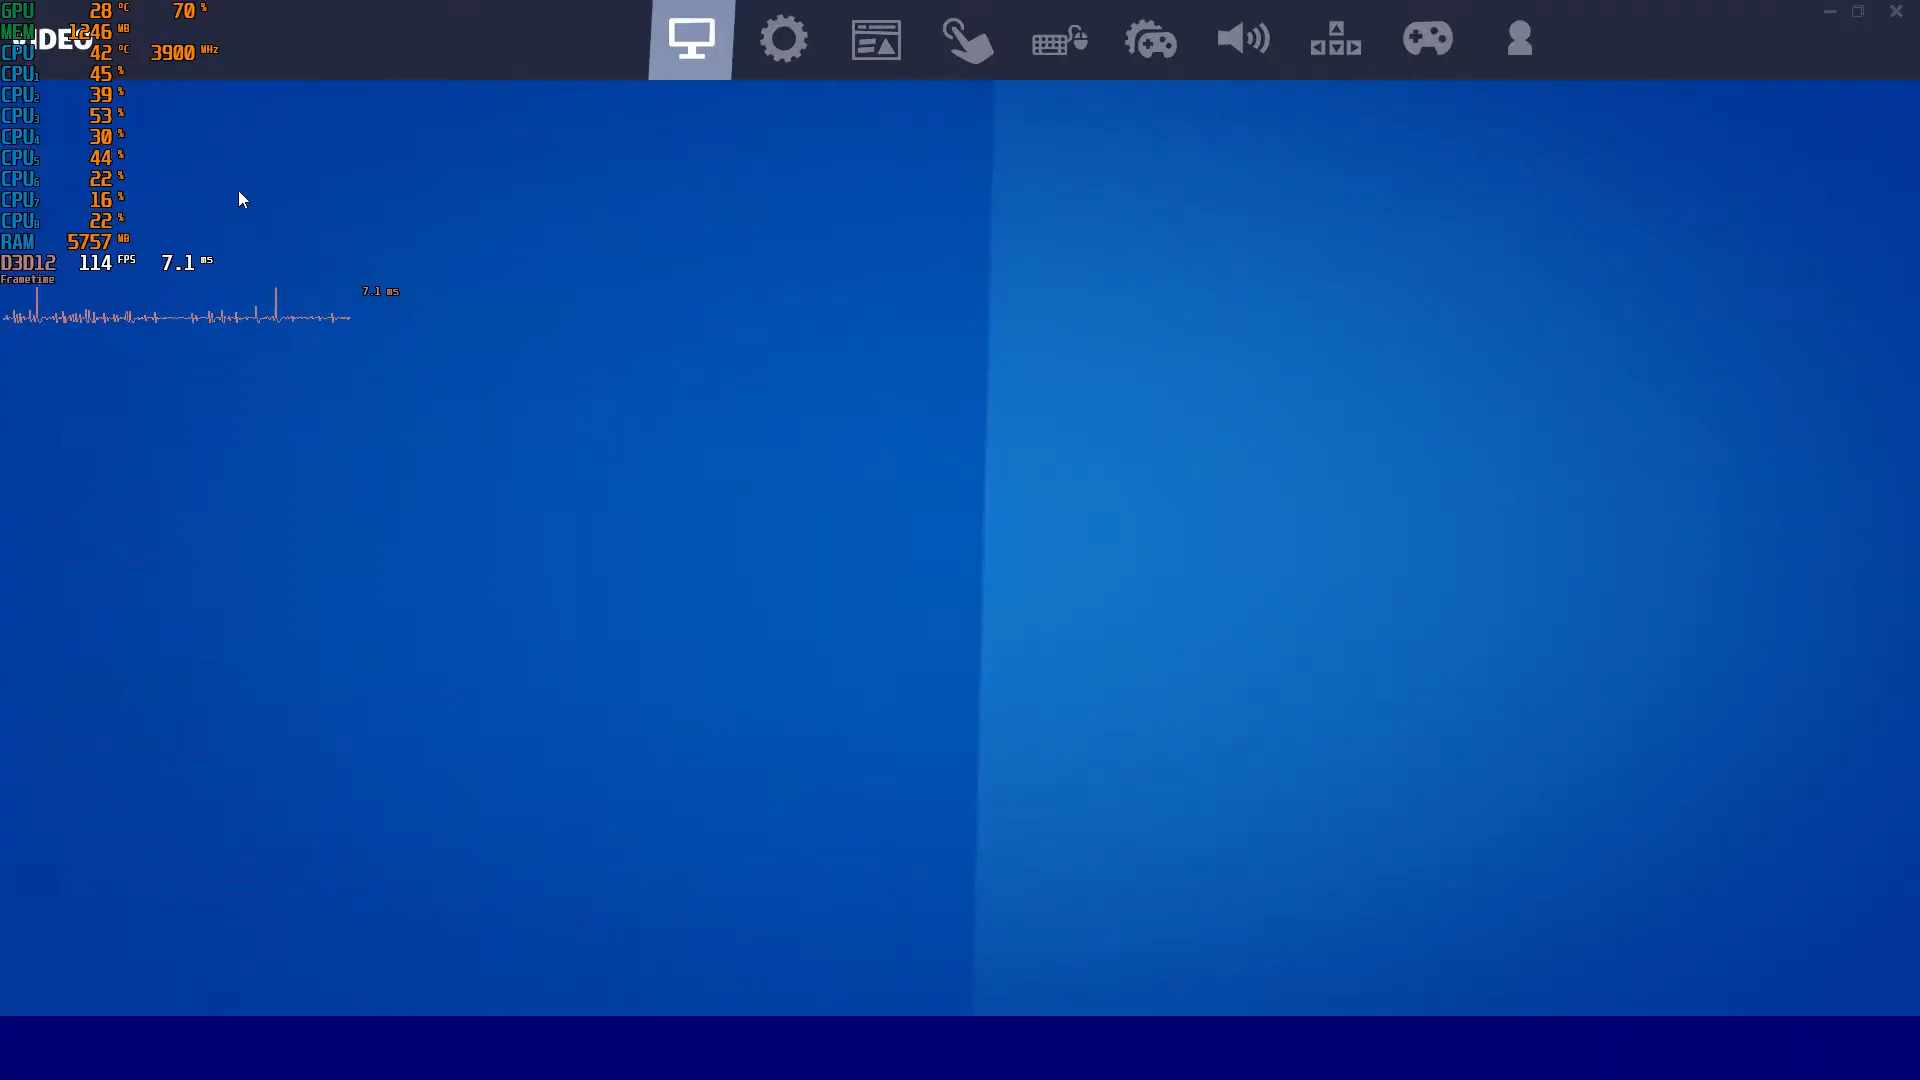 GPU 28 °C 70 %
MEM 1246 MB
VIDEO
CPU 42 °C 3900 MHz
CPU1 45 %
CPU2 39 %
CPU3 53 %
CPU4 30 %
CPU5 44 %
CPU6 22 %
CPU7 16 %
CPU8 22 %
RAM 5757 MB
D3D12 114 FPS 7.1 ms
Frametime
7.1 ms